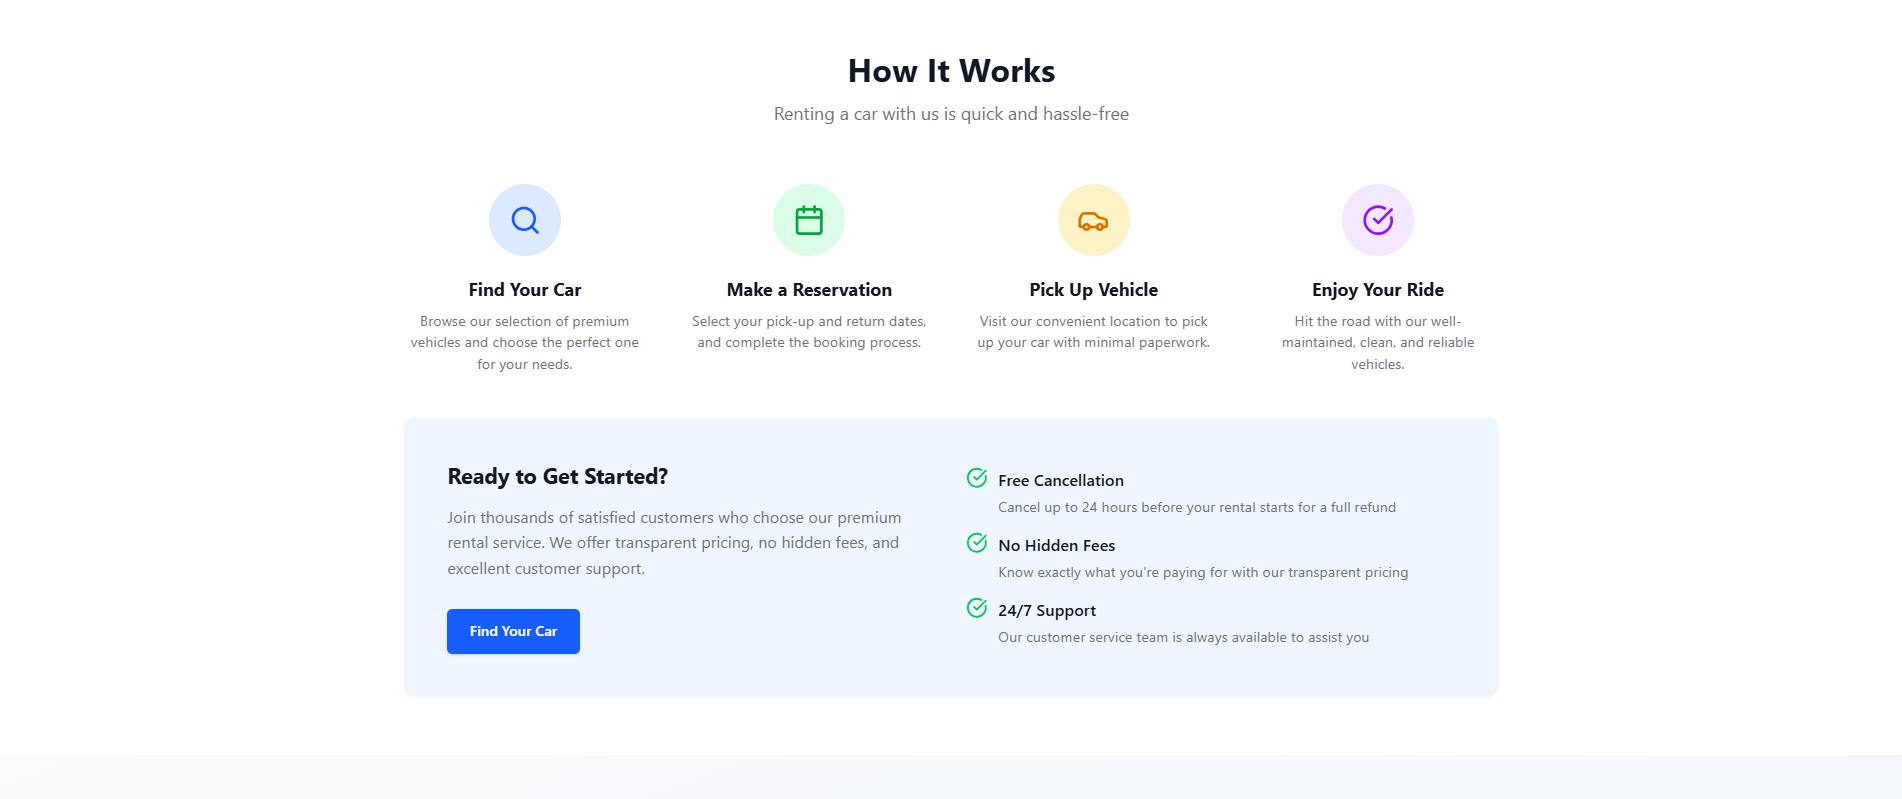 How It Works
Renting a car with us is quick and hassle-free
Find Your Car
Browse our selection of premium
vehicles and choose the perfect one
for your needs.
Make a Reservation
Select your pick-up and return dates,
and complete the booking process.
Pick Up Vehicle
Visit our convenient location to pick
up your car with minimal paperwork.
Enjoy Your Ride
Hit the road with our well-
maintained, clean, and reliable
vehicles.
Ready to Get Started?
Join thousands of satisfied customers who choose our premium
rental service. We offer transparent pricing, no hidden fees, and
excellent customer support.
Find Your Car
Free Cancellation
Cancel up to 24 hours before your rental starts for a full refund
No Hidden Fees
Know exactly what you're paying for with our transparent pricing
24/7 Support
Our customer service team is always available to assist you